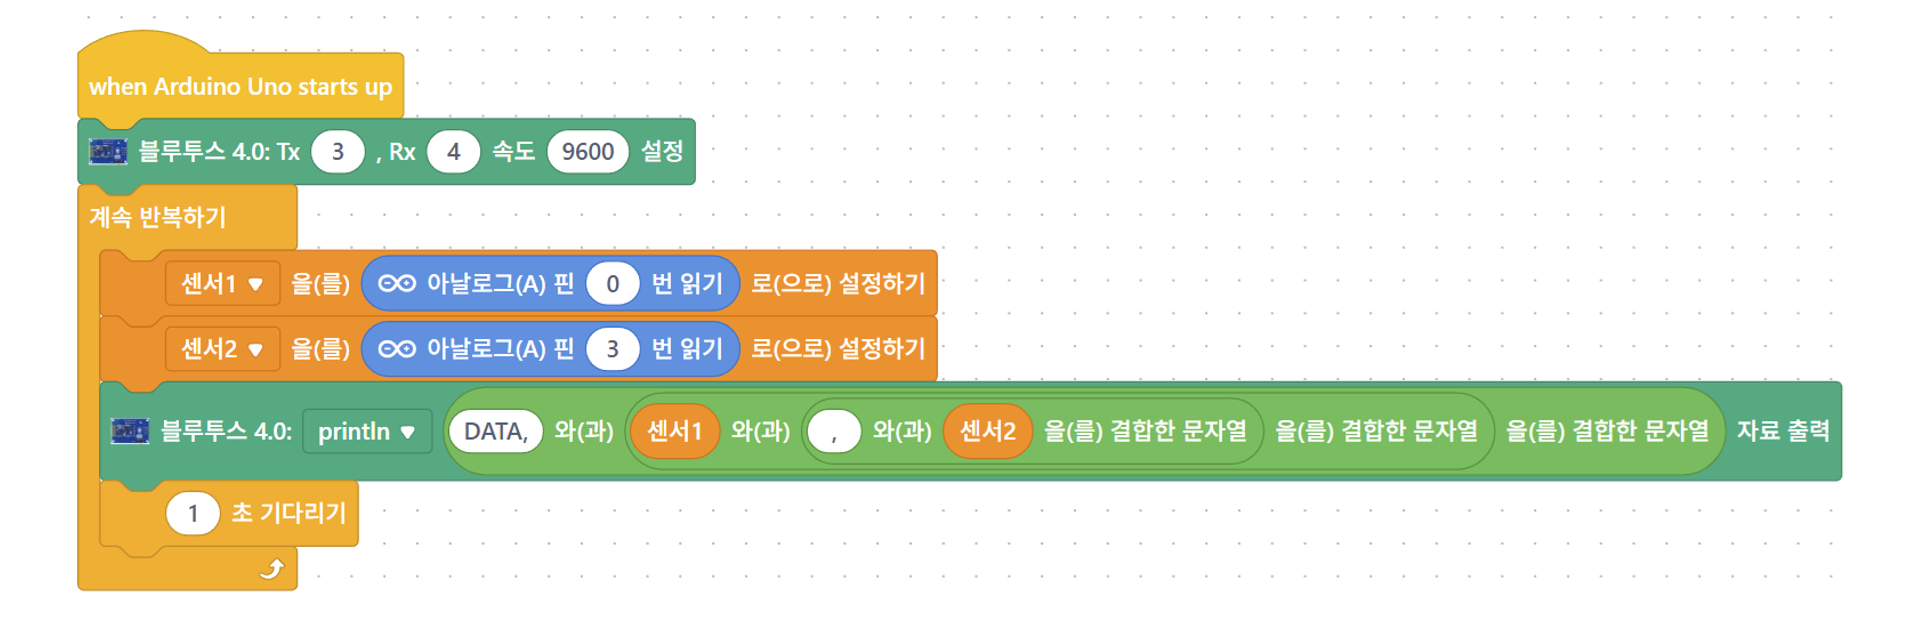 when Arduino Uno starts up
블루투스 4.0: Tx 3 , Rx 4 속도 9600 설정
계속 반복하기
센서1 을(를) 아날로그(A) 핀 0 번 읽기 로(으로) 설정하기
센서2 을(를) 아날로그(A) 핀 3 번 읽기 로(으로) 설정하기
블루투스 4.0: println DATA, 와(과) 센서1 와(과) , 와(과) 센서2 을(를) 결합한 문자열 을(를) 결합한 문자열 을(를) 결합한 문자열 자료 출력
1 초 기다리기